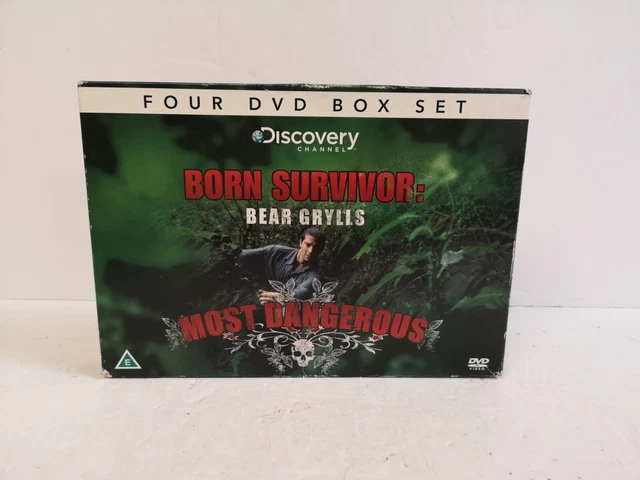 FOUR DVD BOX SET
Discovery
CHANNEL
BORN SURVIVOR:
BEAR GRYLLS
MOST DANGEROUS
E
DVD
VIDEO